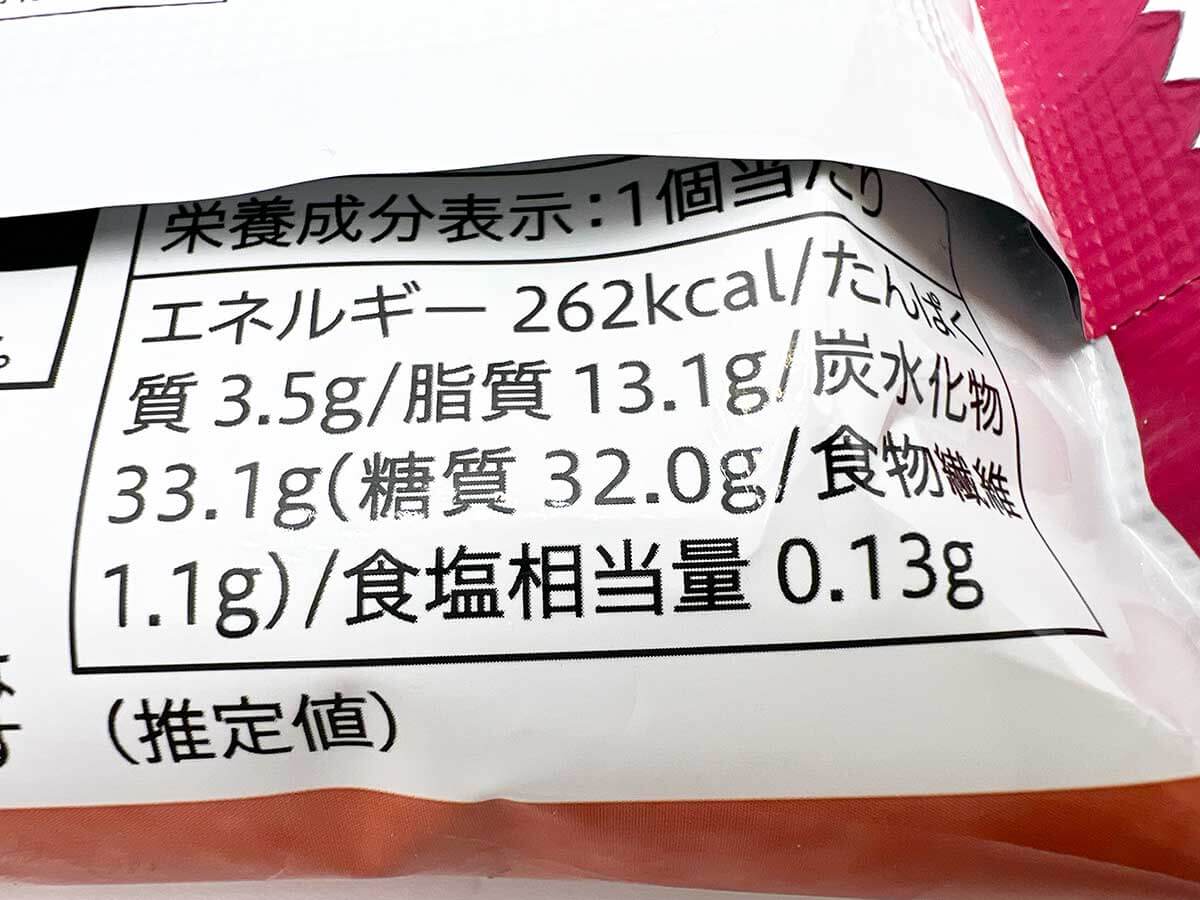 栄養成分表示：1個当たり
エネルギー 262kcal/たんぱく
質 3.5g/脂質 13.1g/炭水化物
33.1g(糖質 32.0g/食物繊維
1.1g)/食塩相当量 0.13g
（推定値）